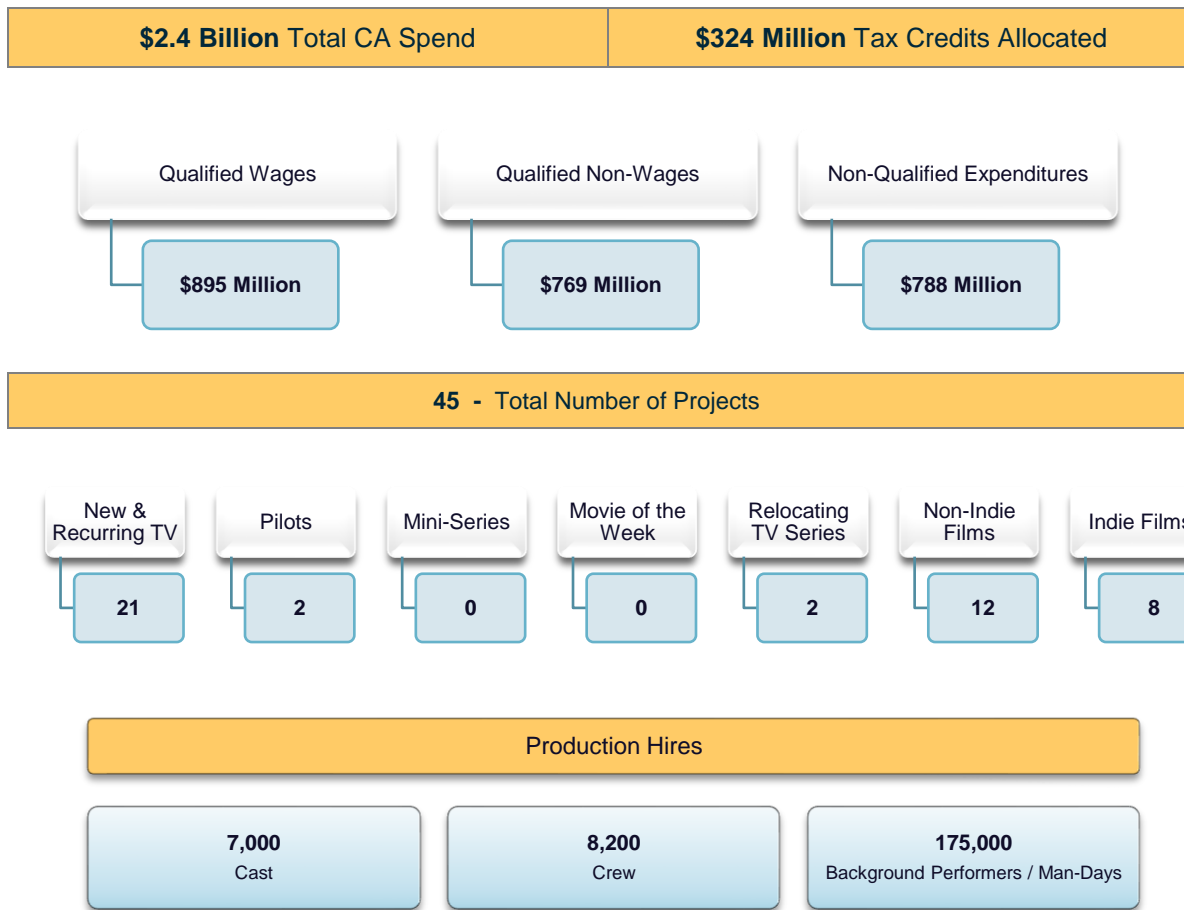 $2.4 Billion Total CA Spend
$324 Million Tax Credits Allocated
Qualified Wages
Qualified Non-Wages
Non-Qualified Expenditures
$895 Million
$769 Million
$788 Million
45 - Total Number of Projects
New &
Recurring TV
Pilots
Mini-Series
Movie of the
Week
Relocating
TV Series
Non-Indie
Films
Indie Films
21
2
0
0
2
12
8
Production Hires
7,000
Cast
8,200
Crew
175,000
Background Performers / Man-Days